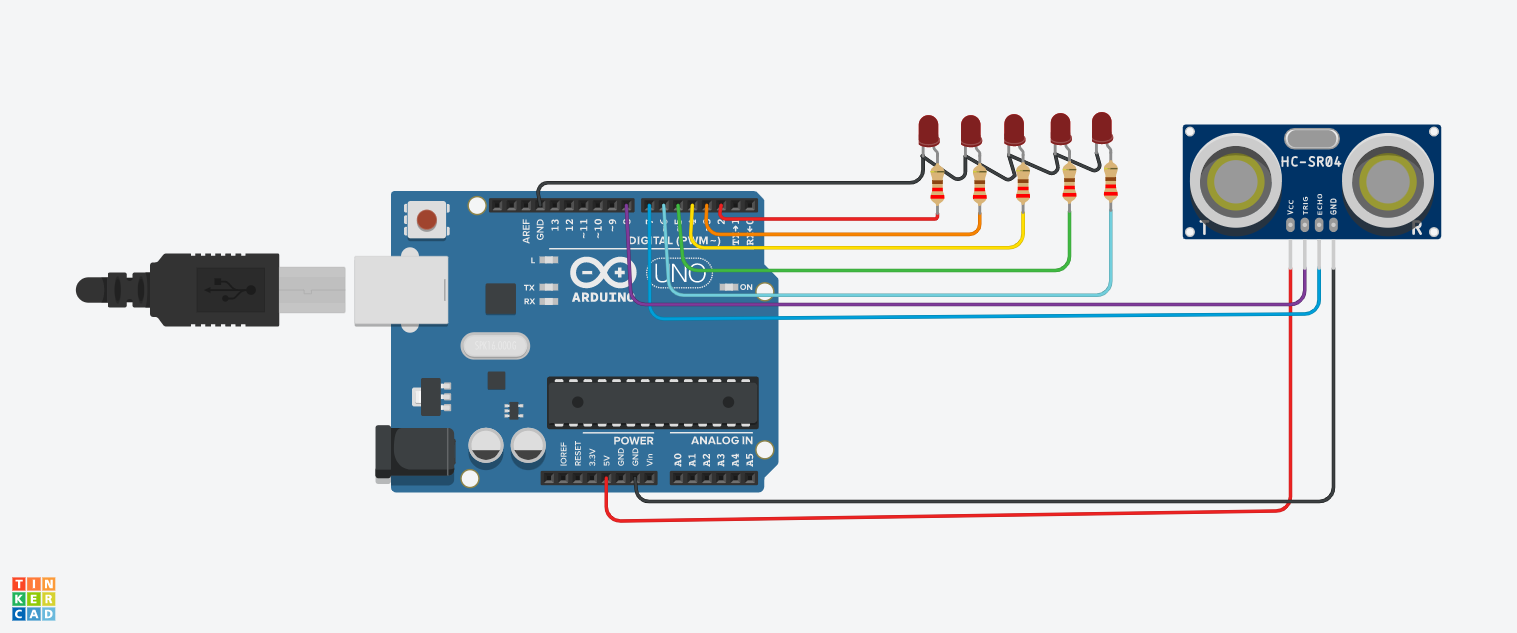 HC-SR04
VCC
TRIG
ECHO
GND
T
R
AREF
GND
13
12
~11
~10
~9
8
7
2
TX→1
RX←0
DIGITAL (PWM~)
L
TX
RX
UNO
ON
ARDUINO
POWER
ANALOG IN
IOREF
RESET
3.3V
5V
GND
GND
Vin
A0
A1
A2
A3
A4
A5
TIN
KER
CAD